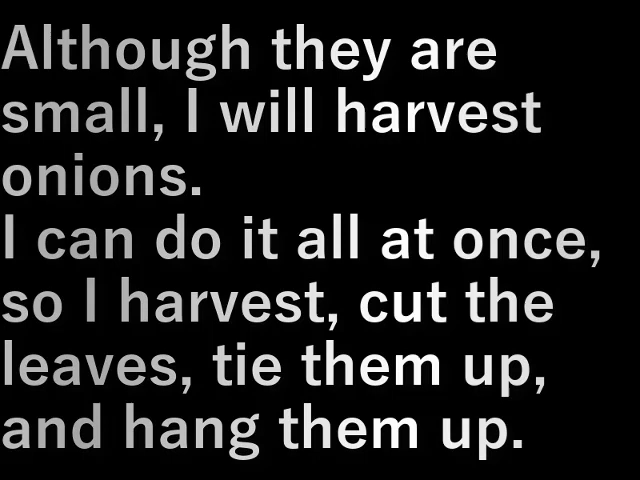 Although they are
small, I will harvest
onions.
I can do it all at once,
so I harvest, cut the
leaves, tie them up,
and hang them up.